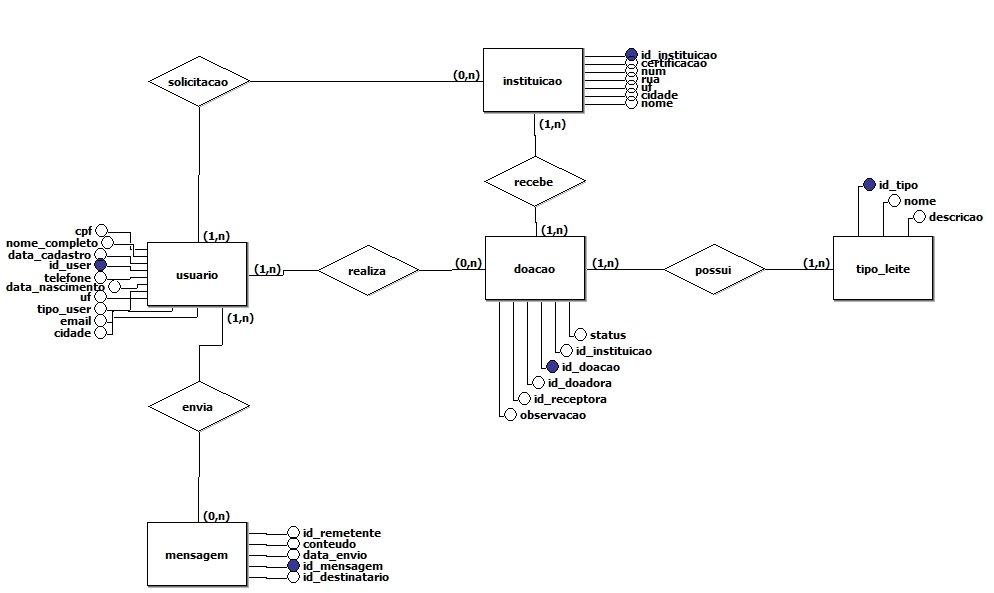 solicitacao
(0,n)
instituicao
id_instituicao
certificacao
num
rua
uf
cidade
nome
(1,n)
recebe
(1,n)
id_tipo
nome
descricao
tipo_leite
cpf
nome_completo
data_cadastro
id_user
telefone
data_nascimento
uf
tipo_user
email
cidade
(1,n)
usuario
(1,n)
realiza
(0,n)
doacao
(1,n)
possui
(1,n)
(1,n)
status
id_instituicao
id_doacao
id_doadora
id_receptora
observacao
envia
(0,n)
mensagem
id_remetente
conteudo
data_envio
id_mensagem
id_destinatario